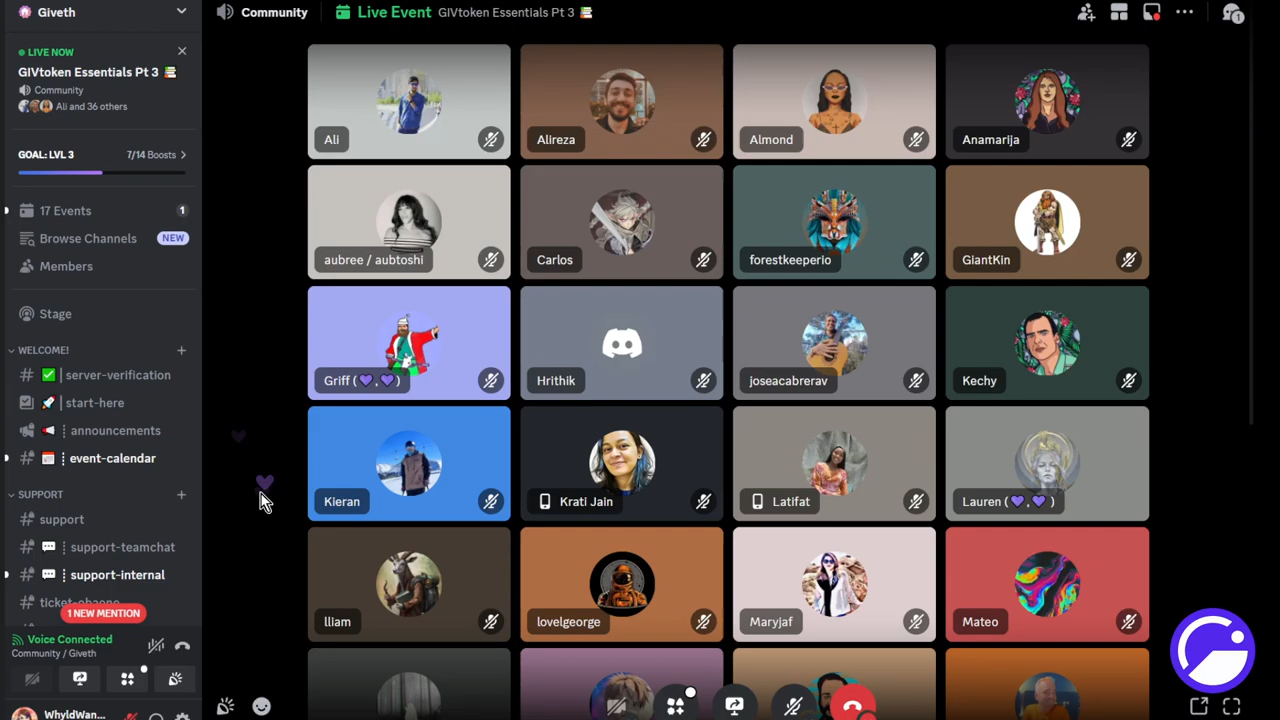 Giveth
LIVE NOW
GIVtoken Essentials Pt 3
Community
Ali and 36 others
GOAL: LVL 3 7/14 Boosts
17 Events 1
Browse Channels NEW
Members
Stage
WELCOME!
server-verification
start-here
announcements
event-calendar
SUPPORT
support
support-teamchat
support-internal
1 NEW MENTION
Voice Connected
Community / Giveth
WhyldWan...
Community Live Event GIVtoken Essentials Pt 3 1
Ali Alireza Almond Anamarija
aubree / aubtoshi Carlos forestkeeperio GiantKin
Griff (💜,💜) Hrithik joseacabrerav Kechy
Kieran Krati Jain Latifat Lauren (💜,💜)
lliam lovelgeorge Maryjaf Mateo